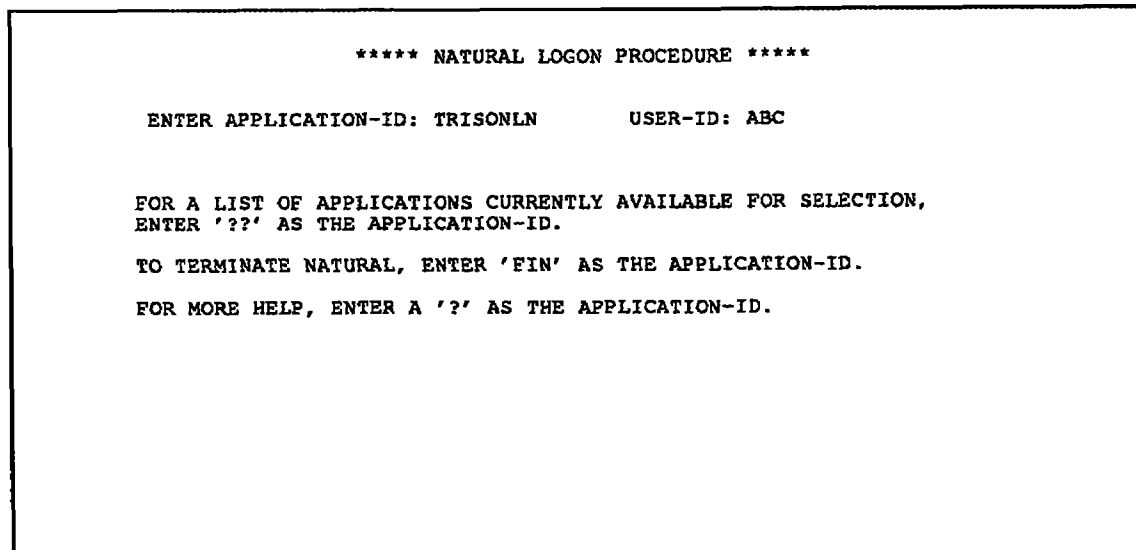 ***** NATURAL LOGON PROCEDURE *****
ENTER APPLICATION-ID: TRISONLN USER-ID: ABC
FOR A LIST OF APPLICATIONS CURRENTLY AVAILABLE FOR SELECTION,
ENTER '??' AS THE APPLICATION-ID.
TO TERMINATE NATURAL, ENTER 'FIN' AS THE APPLICATION-ID.
FOR MORE HELP, ENTER A '?' AS THE APPLICATION-ID.